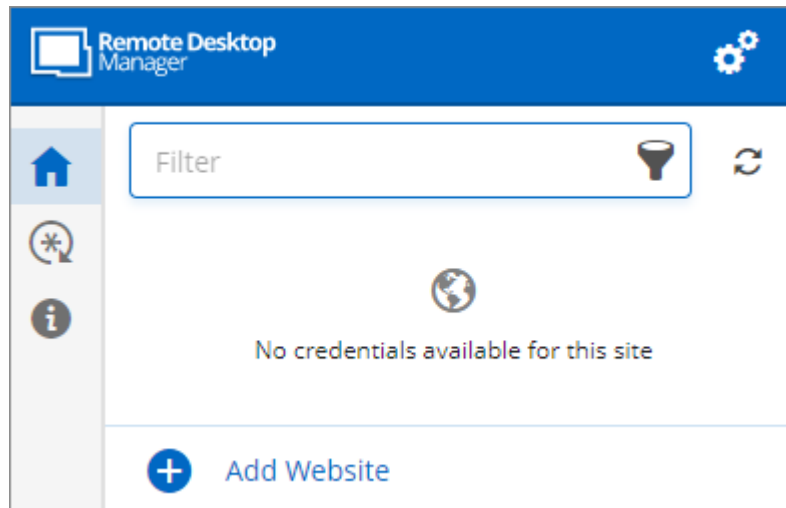 Remote Desktop
Manager
Filter
No credentials available for this site
Add Website